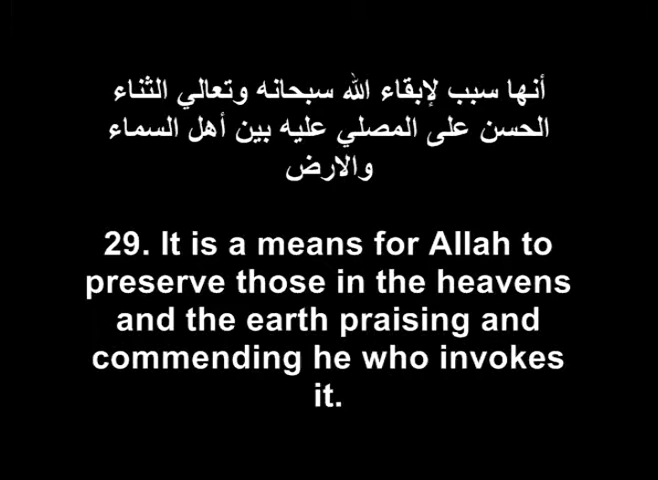 أنها سبب لإبقاء الله سبحانه وتعالي الثناء
الحسن على المصلي عليه بين أهل السماء
والارض
29. It is a means for Allah to
preserve those in the heavens
and the earth praising and
commending he who invokes
it.